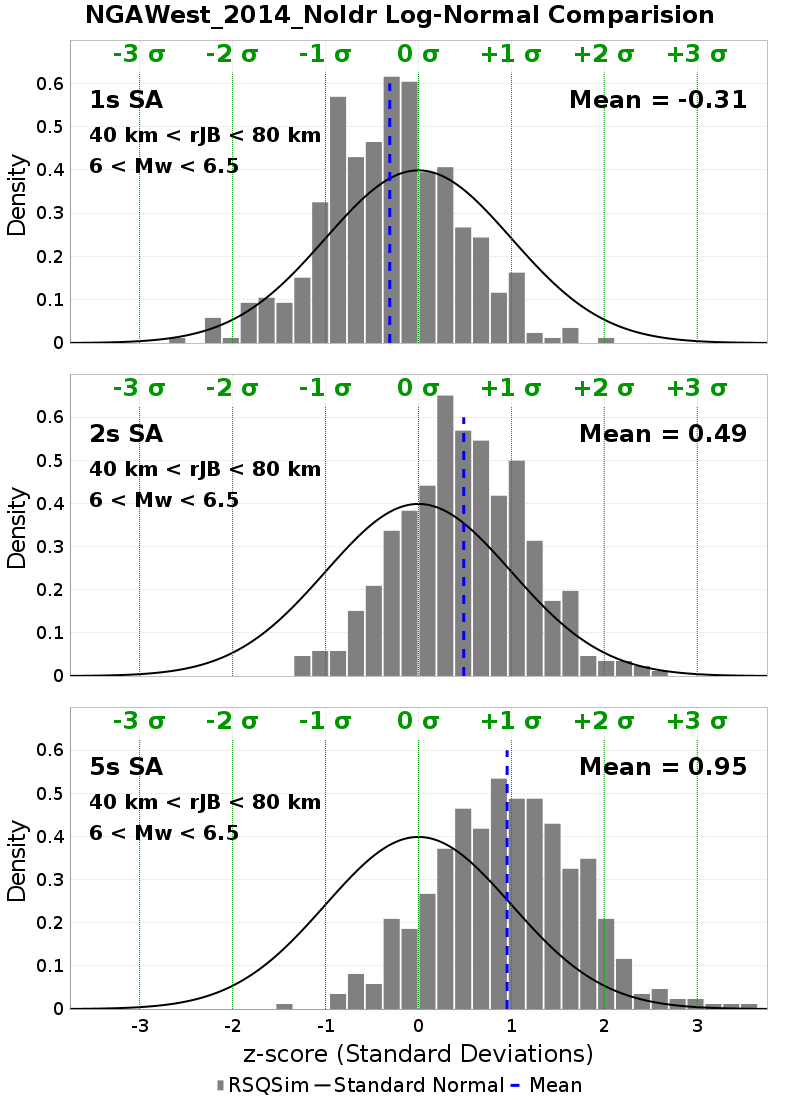 NGAWest_2014_NoIdr Log-Normal Comparision
-3 σ -2 σ -1 σ 0 σ +1 σ +2 σ +3 σ
1s SA
Mean = -0.31
40 km < rJB < 80 km
6 < Mw < 6.5
0.6
0.5
0.4
0.3
0.2
0.1
0
Density
-3 σ -2 σ -1 σ 0 σ +1 σ +2 σ +3 σ
2s SA
Mean = 0.49
40 km < rJB < 80 km
6 < Mw < 6.5
0.6
0.5
0.4
0.3
0.2
0.1
0
Density
-3 σ -2 σ -1 σ 0 σ +1 σ +2 σ +3 σ
5s SA
Mean = 0.95
40 km < rJB < 80 km
6 < Mw < 6.5
0.6
0.5
0.4
0.3
0.2
0.1
0
Density
-3 -2 -1 0 1 2 3
z-score (Standard Deviations)
RSQSim Standard Normal Mean